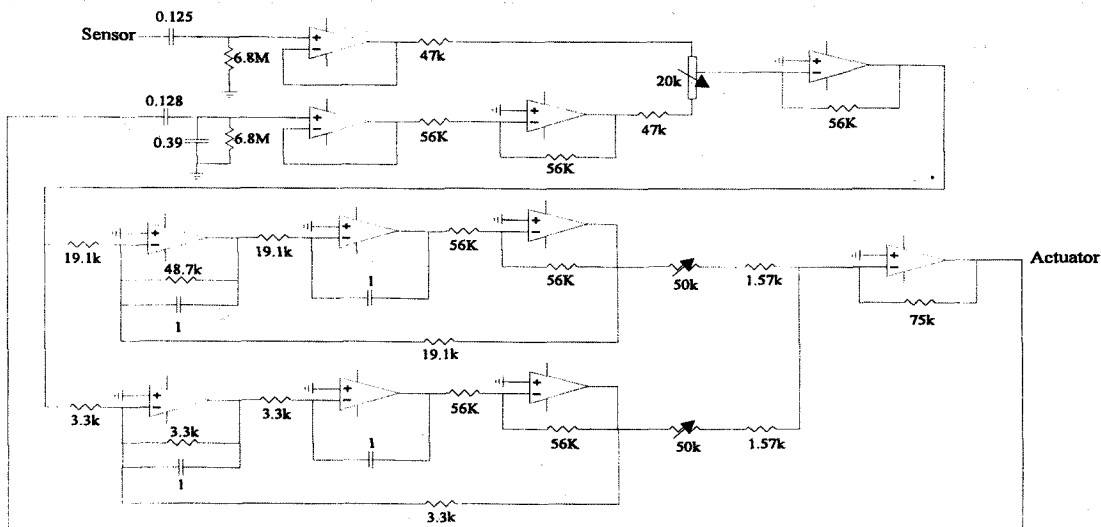 0.125
Sensor
6.8M
47k
20k
56K
0.128
0.39
6.8M
56K
56K
47k
19.1k
48.7k
1
19.1k
1
56K
56K
19.1k
50k
1.57k
75k
Actuator
3.3k
3.3k
1
3.3k
1
56K
56K
3.3k
50k
1.57k